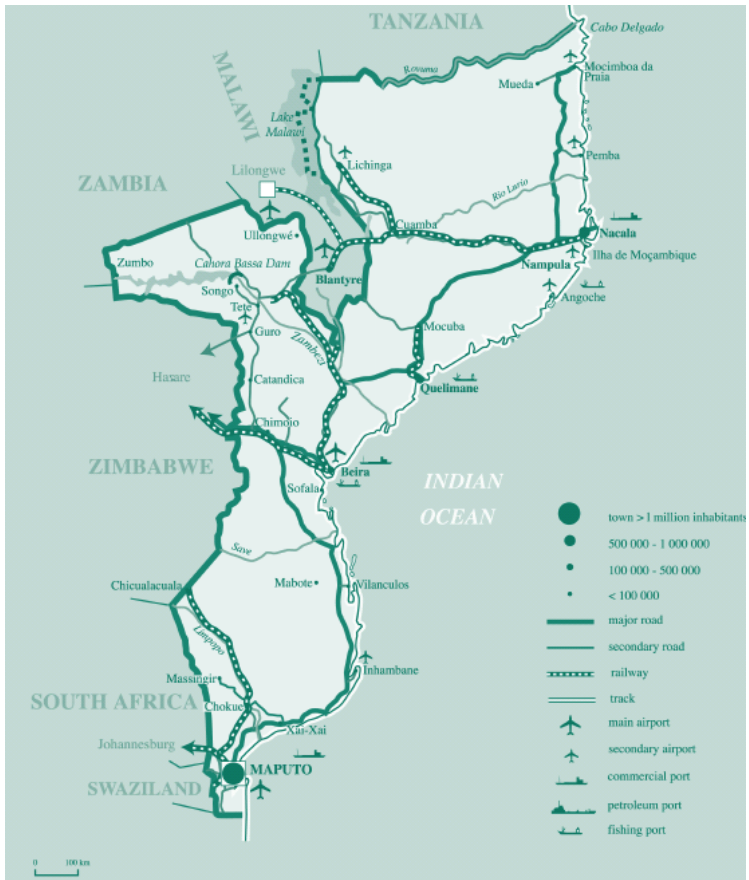 TANZANIA
Cabo Delgado
Rovuma
Mocimboa da
Praia
Mueda
MALAWI
Lake
Malawi
Lichinga
Pemba
Lilongwe
ZAMBIA
Rio Lurio
Cuamba
Nacala
Ullongwé
Ilha de Moçambique
Nampula
Zumbo
Cahora Bassa Dam
Blantyre
Songo
Angoche
Tete
Guro
Mocuba
Zambezi
Harare
Catandica
Quelimane
Chimoio
ZIMBABWE
Beira
INDIAN
OCEAN
Sofala
town > 1 million inhabitants
500 000 - 1 000 000
Save
100 000 - 500 000
Chicualacuala
Mabote
Vilanculos
< 100 000
major road
Limpopo
secondary road
Inhambane
railway
Massingir
SOUTH AFRICA
Chokue
track
main airport
Xai-Xai
Johannesburg
secondary airport
MAPUTO
commercial port
SWAZILAND
petroleum port
fishing port
0 100 km